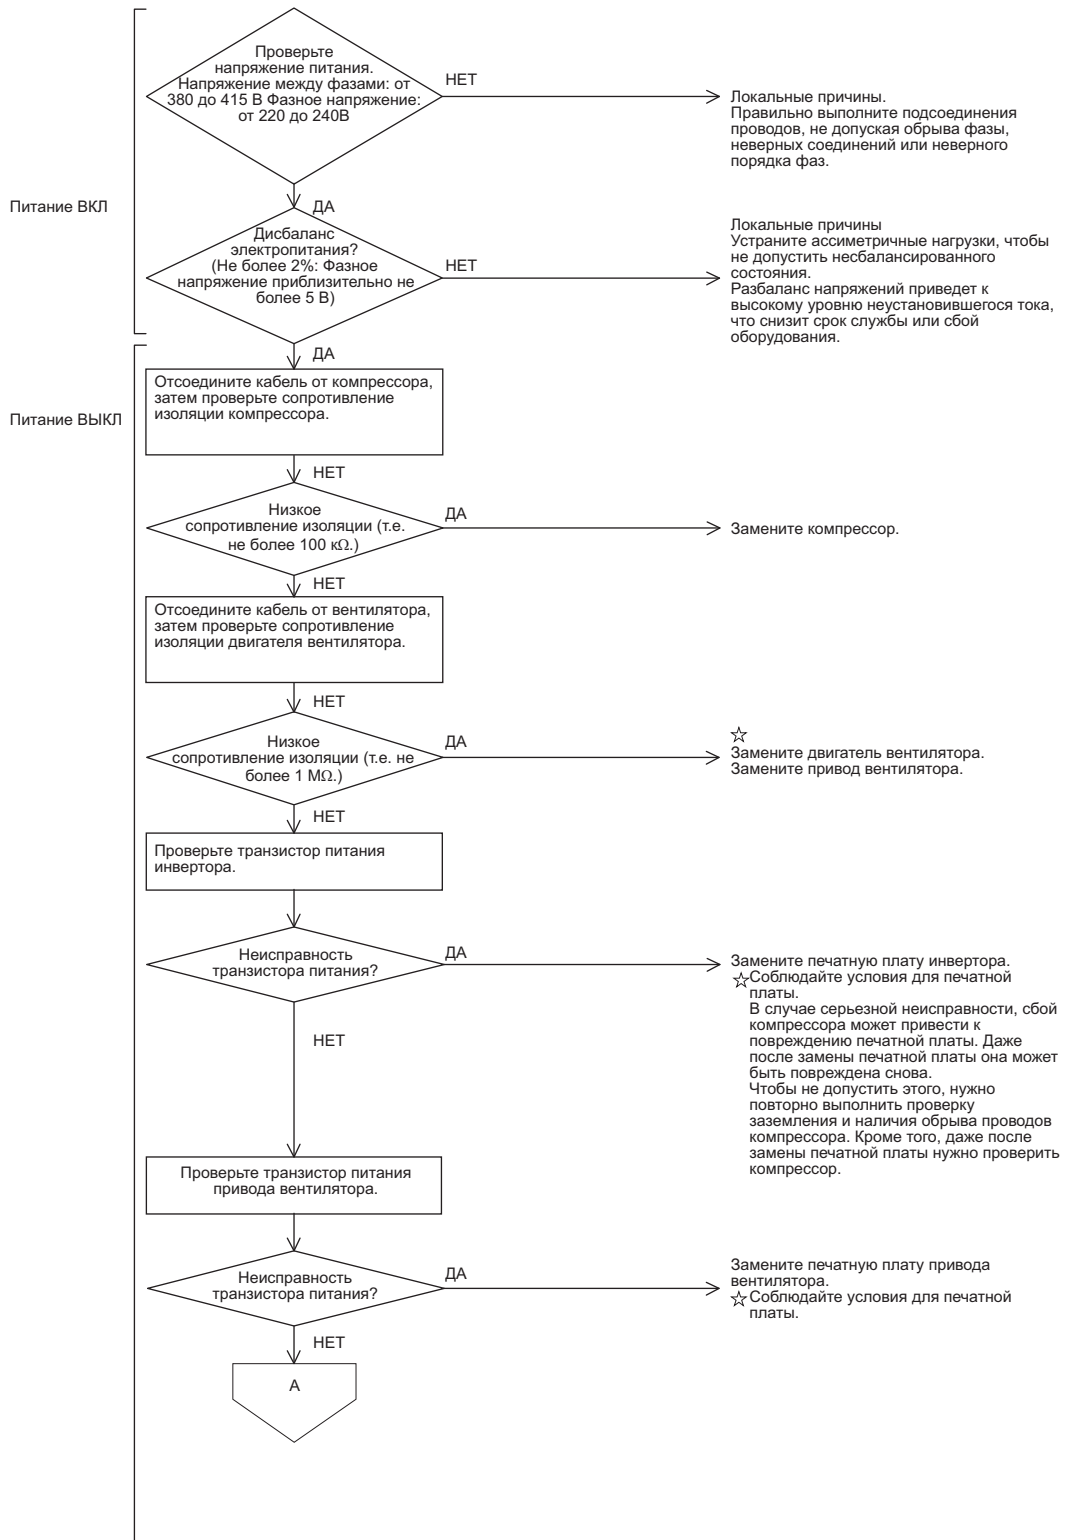 Проверьте
напряжение питания.
Напряжение между фазами: от
380 до 415 В Фазное напряжение:
от 220 до 240В
НЕТ
Локальные причины.
Правильно выполните подсоединения
проводов, не допуская обрыва фазы,
неверных соединений или неверного
порядка фаз.
Питание ВКЛ
ДА
Дисбаланс
электропитания?
(Не более 2%: Фазное
напряжение приблизительно не
более 5 В)
НЕТ
Локальные причины
Устраните ассиметричные нагрузки, чтобы
не допустить несбалансированного
состояния.
Разбаланс напряжений приведет к
высокому уровню неустановившегося тока,
что снизит срок службы или сбой
оборудования.
ДА
Питание ВЫКЛ
Отсоедините кабель от компрессора,
затем проверьте сопротивление
изоляции компрессора.
НЕТ
Низкое
сопротивление изоляции (т.е.
не более 100 кΩ.)
ДА
Замените компрессор.
НЕТ
Отсоедините кабель от вентилятора,
затем проверьте сопротивление
изоляции двигателя вентилятора.
НЕТ
Низкое
сопротивление изоляции (т.е. не
более 1 МΩ.)
ДА
☆
Замените двигатель вентилятора.
Замените привод вентилятора.
НЕТ
Проверьте транзистор питания
инвертора.
Неисправность
транзистора питания?
ДА
Замените печатную плату инвертора.
☆Соблюдайте условия для печатной
платы.
В случае серьезной неисправности, сбой
компрессора может привести к
повреждению печатной платы. Даже
после замены печатной платы она может
быть повреждена снова.
Чтобы не допустить этого, нужно
повторно выполнить проверку
заземления и наличия обрыва проводов
компрессора. Кроме того, даже после
замены печатной платы нужно проверить
компрессор.
НЕТ
Проверьте транзистор питания
привода вентилятора.
Неисправность
транзистора питания?
ДА
Замените печатную плату привода
вентилятора.
☆Соблюдайте условия для печатной
платы.
НЕТ
А